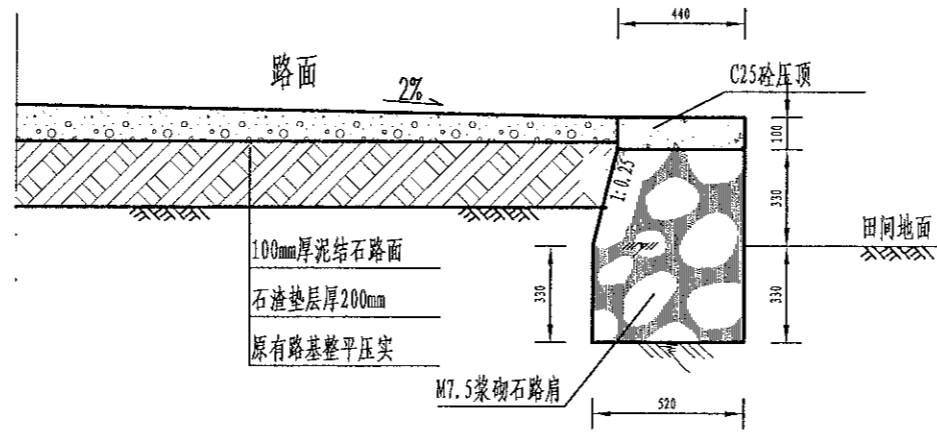 440
路面
2%
C25砼压顶
100
1:0.25
330
田间地面
100mm厚泥结石路面
石渣垫层厚200mm
原有路基整平压实
330
330
M7.5浆砌石路肩
520